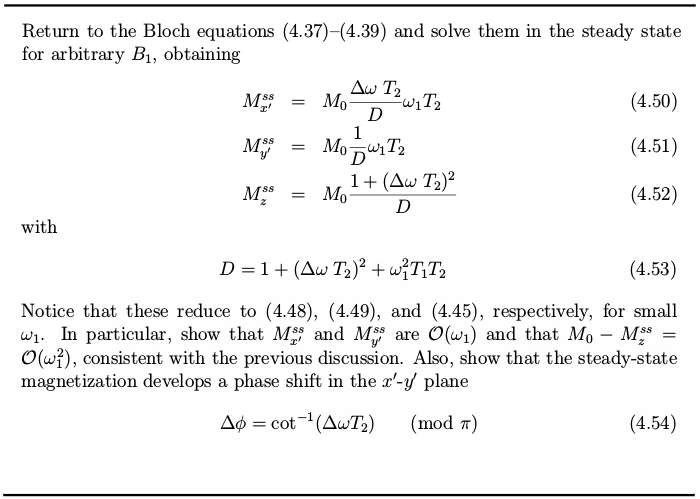 Return to the Bloch equations (4.37)–(4.39) and solve them in the steady state
for arbitrary $B_1$, obtaining
$M_{x'}^{ss} = M_0 \frac{\Delta\omega \, T_2}{D} \omega_1 T_2$ (4.50)
$M_{y'}^{ss} = M_0 \frac{1}{D} \omega_1 T_2$ (4.51)
$M_z^{ss} = M_0 \frac{1 + (\Delta\omega \, T_2)^2}{D}$ (4.52)
with
$D = 1 + (\Delta\omega \, T_2)^2 + \omega_1^2 T_1 T_2$ (4.53)
Notice that these reduce to (4.48), (4.49), and (4.45), respectively, for small
$\omega_1$. In particular, show that $M_{x'}^{ss}$ and $M_{y'}^{ss}$ are $\mathcal{O}(\omega_1)$ and that $M_0 - M_z^{ss} =$
$\mathcal{O}(\omega_1^2)$, consistent with the previous discussion. Also, show that the steady-state
magnetization develops a phase shift in the $x'$-$y'$ plane
$\Delta\phi = \cot^{-1}(\Delta\omega T_2) \quad (\text{mod } \pi)$ (4.54)